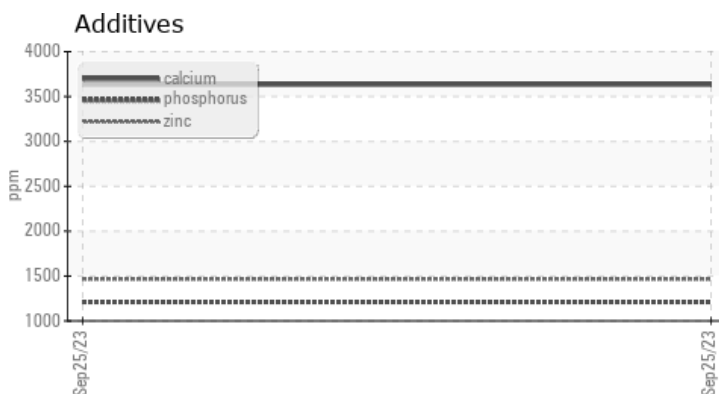 Additives
4000
3500
3000
2500
2000
1500
1000
ppm
calcium
phosphorus
zinc
Sep25/23
Sep25/23